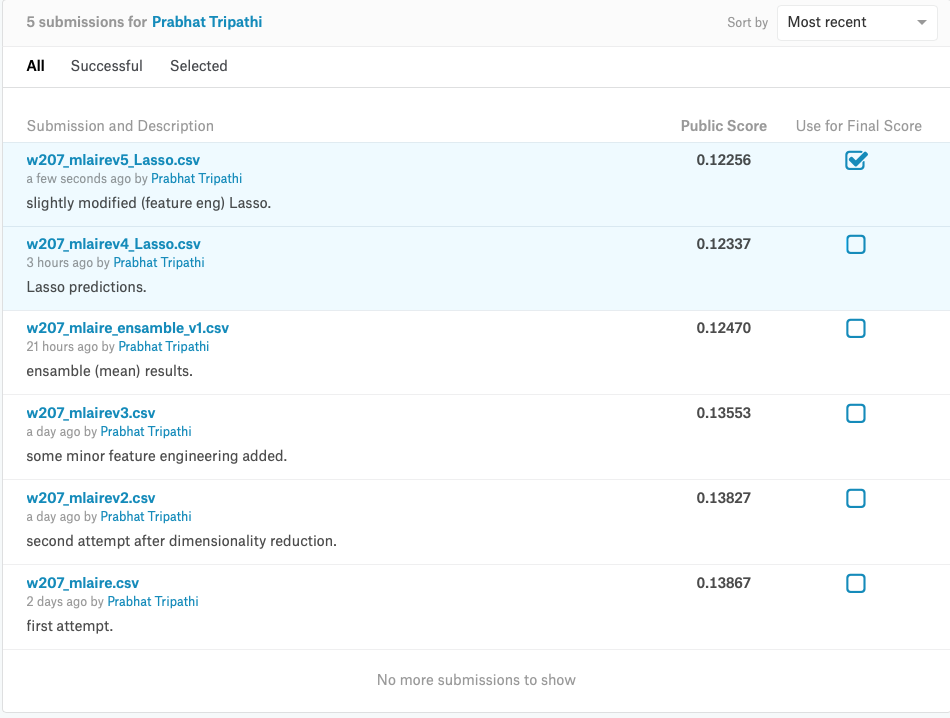 5 submissions for Prabhat Tripathi
Sort by Most recent
All Successful Selected
Submission and Description Public Score Use for Final Score
w207_mlairev5_Lasso.csv 0.12256
a few seconds ago by Prabhat Tripathi
slightly modified (feature eng) Lasso.
w207_mlairev4_Lasso.csv 0.12337
3 hours ago by Prabhat Tripathi
Lasso predictions.
w207_mlaire_ensamble_v1.csv 0.12470
21 hours ago by Prabhat Tripathi
ensamble (mean) results.
w207_mlairev3.csv 0.13553
a day ago by Prabhat Tripathi
some minor feature engineering added.
w207_mlairev2.csv 0.13827
a day ago by Prabhat Tripathi
second attempt after dimensionality reduction.
w207_mlaire.csv 0.13867
2 days ago by Prabhat Tripathi
first attempt.
No more submissions to show